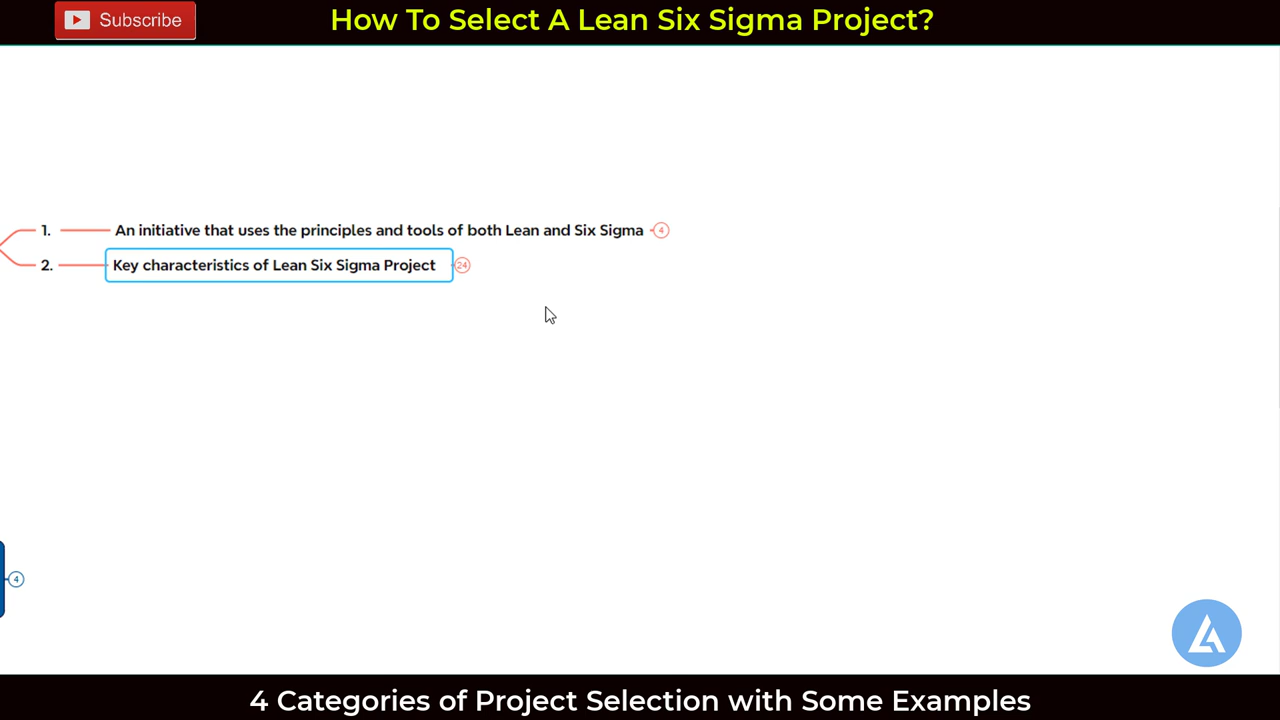 Subscribe
How To Select A Lean Six Sigma Project?
1. An initiative that uses the principles and tools of both Lean and Six Sigma 4
2. Key characteristics of Lean Six Sigma Project 24
4
4 Categories of Project Selection with Some Examples